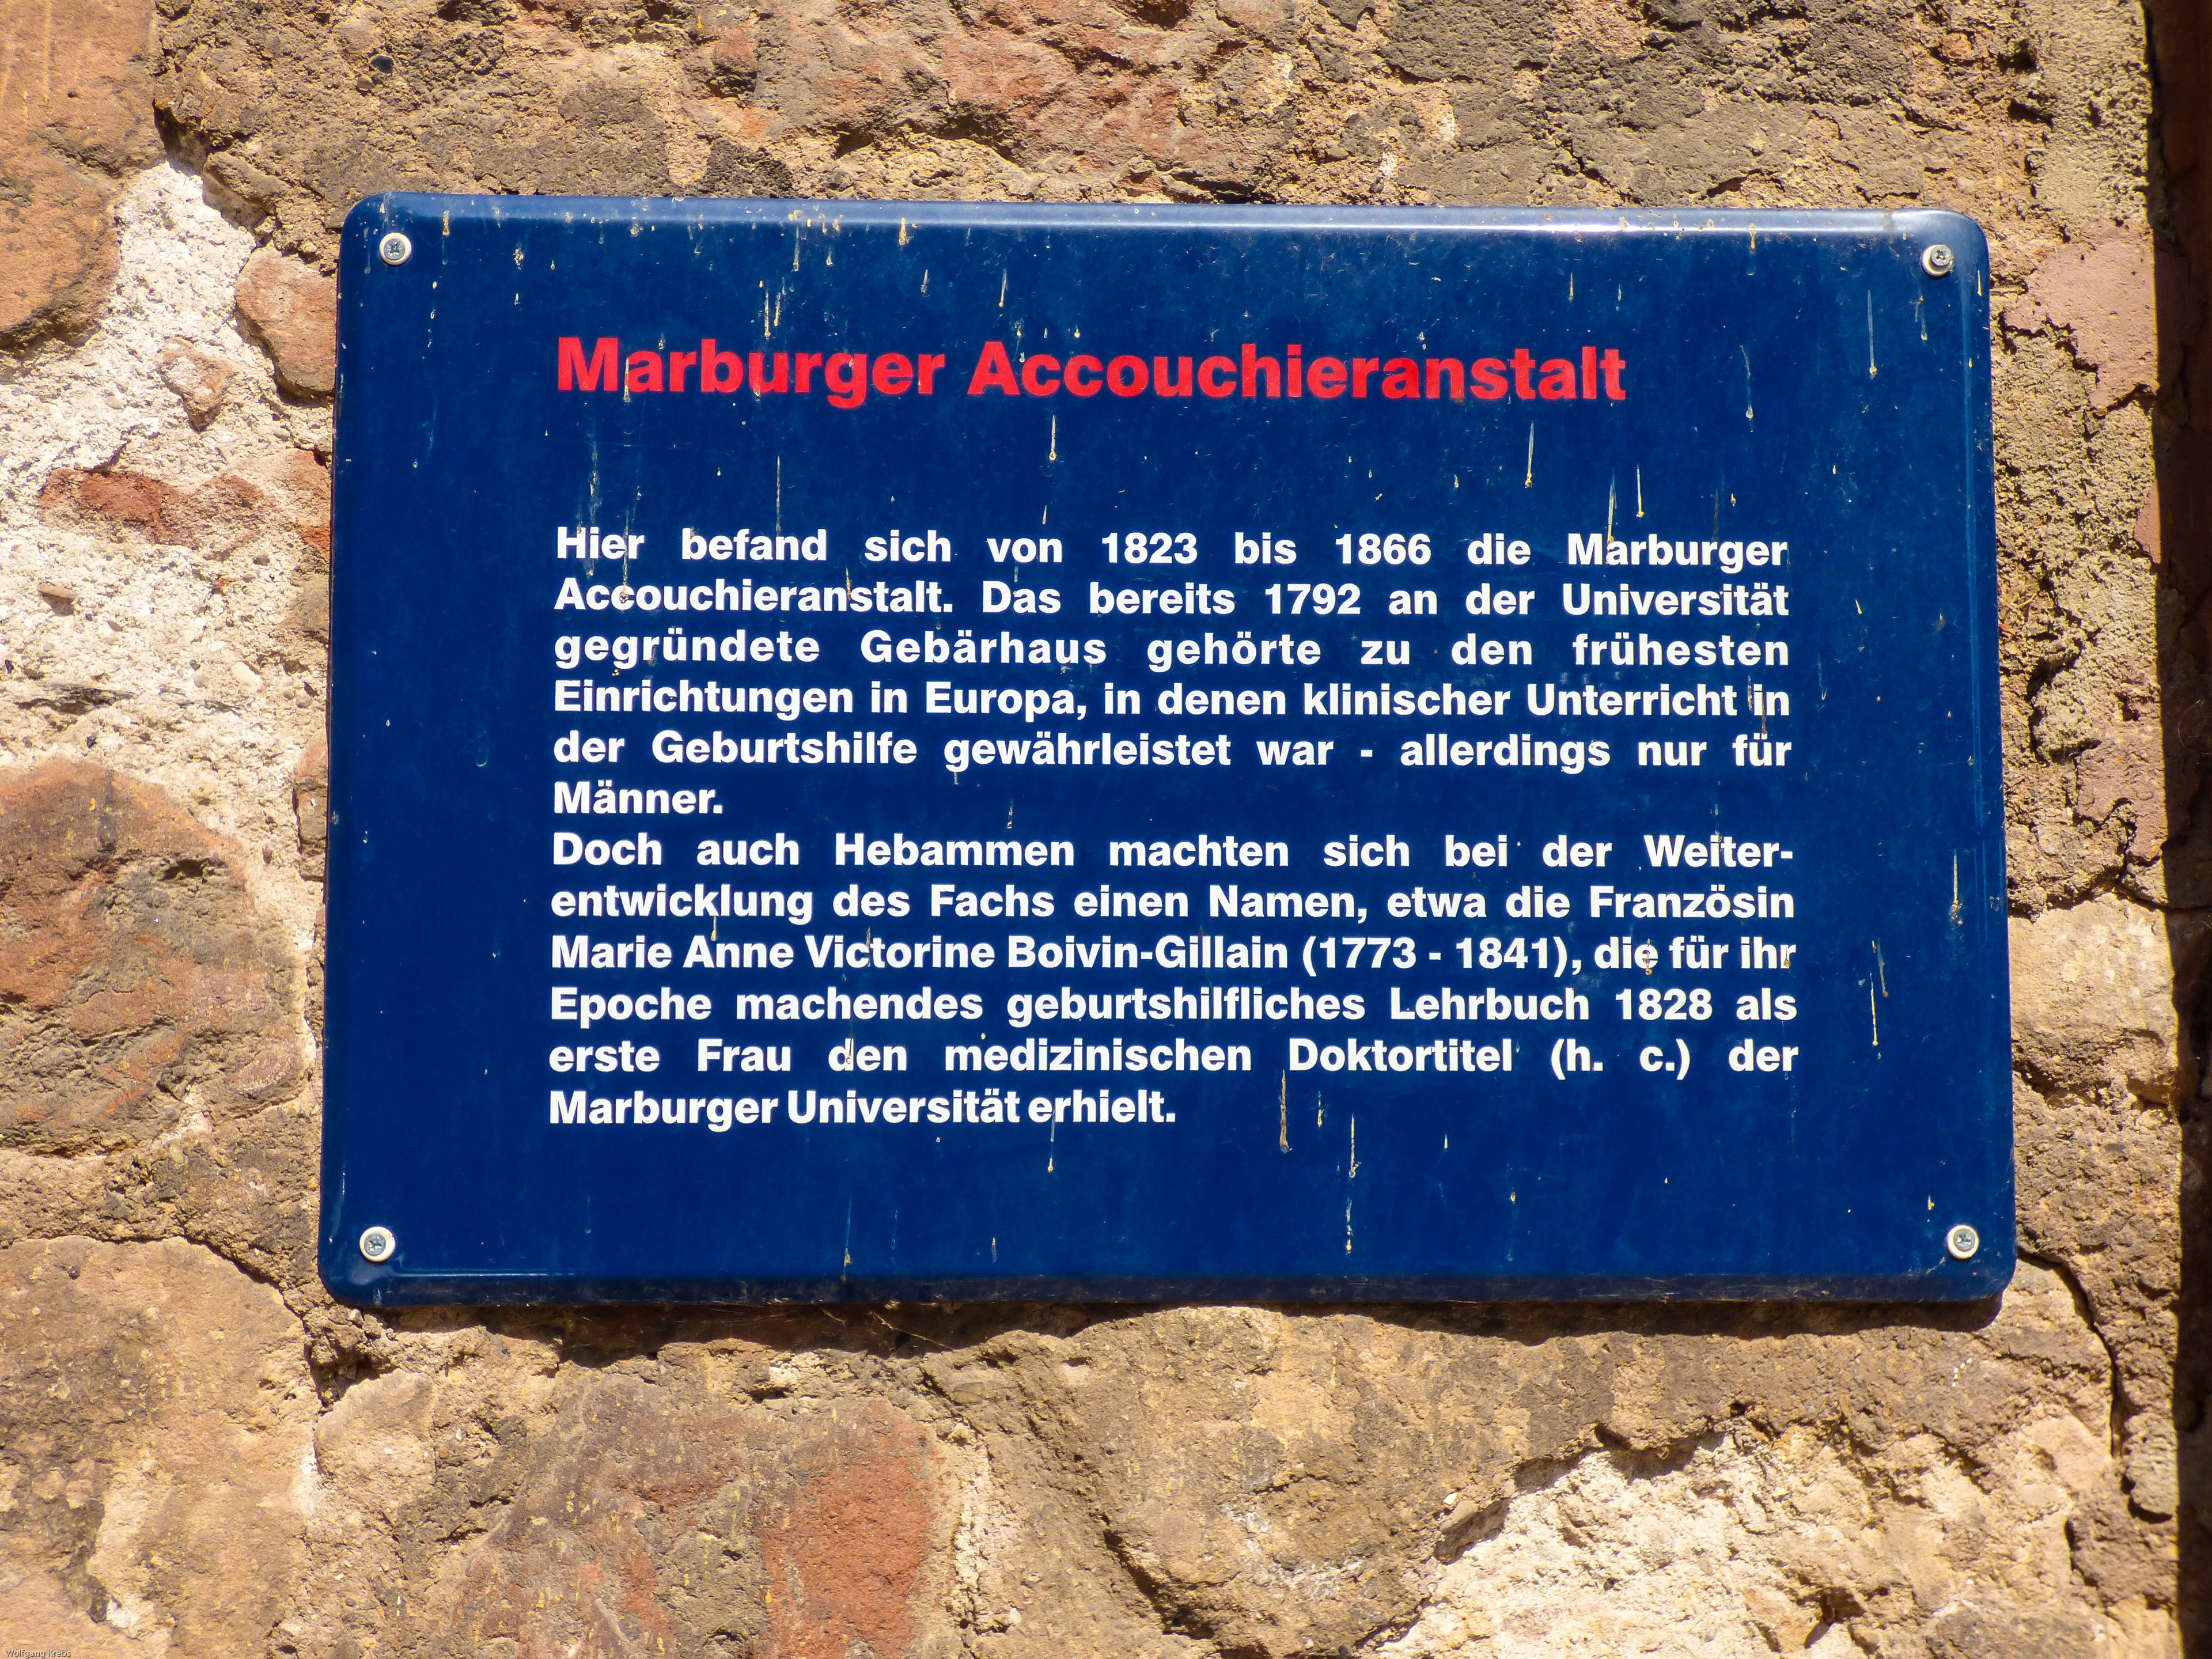 Marburger Accouchieranstalt
Hier befand sich von 1823 bis 1866 die Marburger
Accouchieranstalt. Das bereits 1792 an der Universität
gegründete Gebärhaus gehörte zu den frühesten
Einrichtungen in Europa, in denen klinischer Unterricht in
der Geburtshilfe gewährleistet war - allerdings nur für
Männer.
Doch auch Hebammen machten sich bei der Weiter-
entwicklung des Fachs einen Namen, etwa die Französin
Marie Anne Victorine Boivin-Gillain (1773 - 1841), die für ihr
Epoche machendes geburtshilfliches Lehrbuch 1828 als
erste Frau den medizinischen Doktortitel (h. c.) der
Marburger Universität erhielt.
Wolfgang Krebs